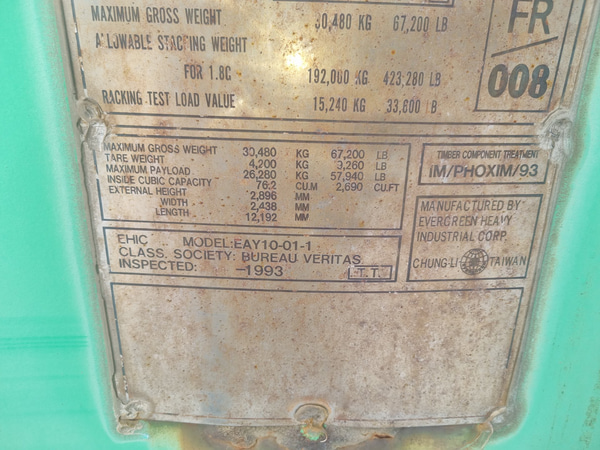 MAXIMUM GROSS WEIGHT 30,480 KG 67,200 LB
ALLOWABLE STACKING WEIGHT
FOR 1.8G 192,000 KG 423,280 LB
RACKING TEST LOAD VALUE 15,240 KG 33,600 LB
FR/
008
MAXIMUM GROSS WEIGHT 30,480 KG 67,200 LB
TARE WEIGHT 4,200 KG 9,260 LB
MAXIMUM PAYLOAD 26,280 KG 57,940 LB
INSIDE CUBIC CAPACITY 76.2 CU.M 2,690 CU.FT
EXTERNAL HEIGHT 2,896 MM
WIDTH 2,438 MM
LENGTH 12,192 MM
TIMBER COMPONENT TREATMENT
IM/PHOXIM/93
MANUFACTURED BY
EVERGREEN HEAVY
INDUSTRIAL CORP.
CHUNG-LI TAIWAN
EHIC MODEL:EAY10-01-1
CLASS. SOCIETY: BUREAU VERITAS
INSPECTED: -1993 I.T.T.